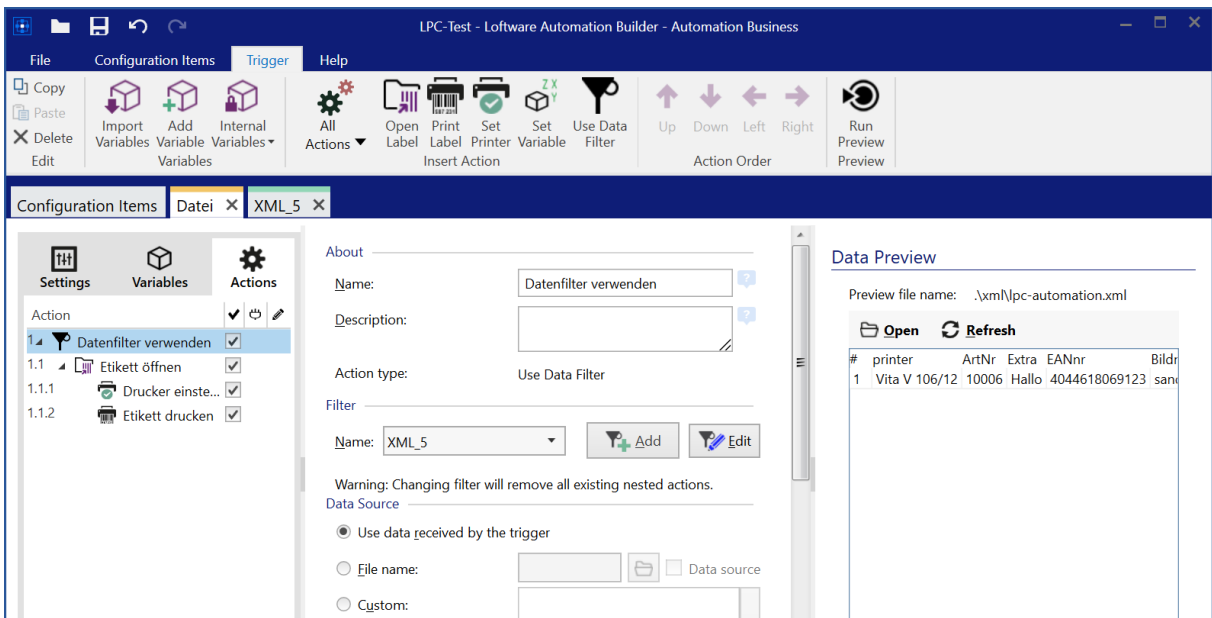 LPC-Test - Loftware Automation Builder - Automation Business
File Configuration Items Trigger Help
Copy
Paste
Delete
Edit
Import Variables
Add Variable
Internal Variables
Variables
All Actions
Open Label
Print Label
Set Printer
Set Variable
Use Data Filter
Insert Action
Up Down Left Right
Action Order
Run Preview
Preview
Configuration Items Datei XML_5
Settings Variables Actions
Action
1 Datenfilter verwenden
1.1 Etikett öffnen
1.1.1 Drucker einste...
1.1.2 Etikett drucken
About
Name: Datenfilter verwenden
Description:
Action type: Use Data Filter
Filter
Name: XML_5 Add Edit
Warning: Changing filter will remove all existing nested actions.
Data Source
Use data received by the trigger
File name: Data source
Custom:
Data Preview
Preview file name: .\xml\lpc-automation.xml
Open Refresh
# printer ArtNr Extra EANnr Bildr
1 Vita V 106/12 10006 Hallo 4044618069123 sand